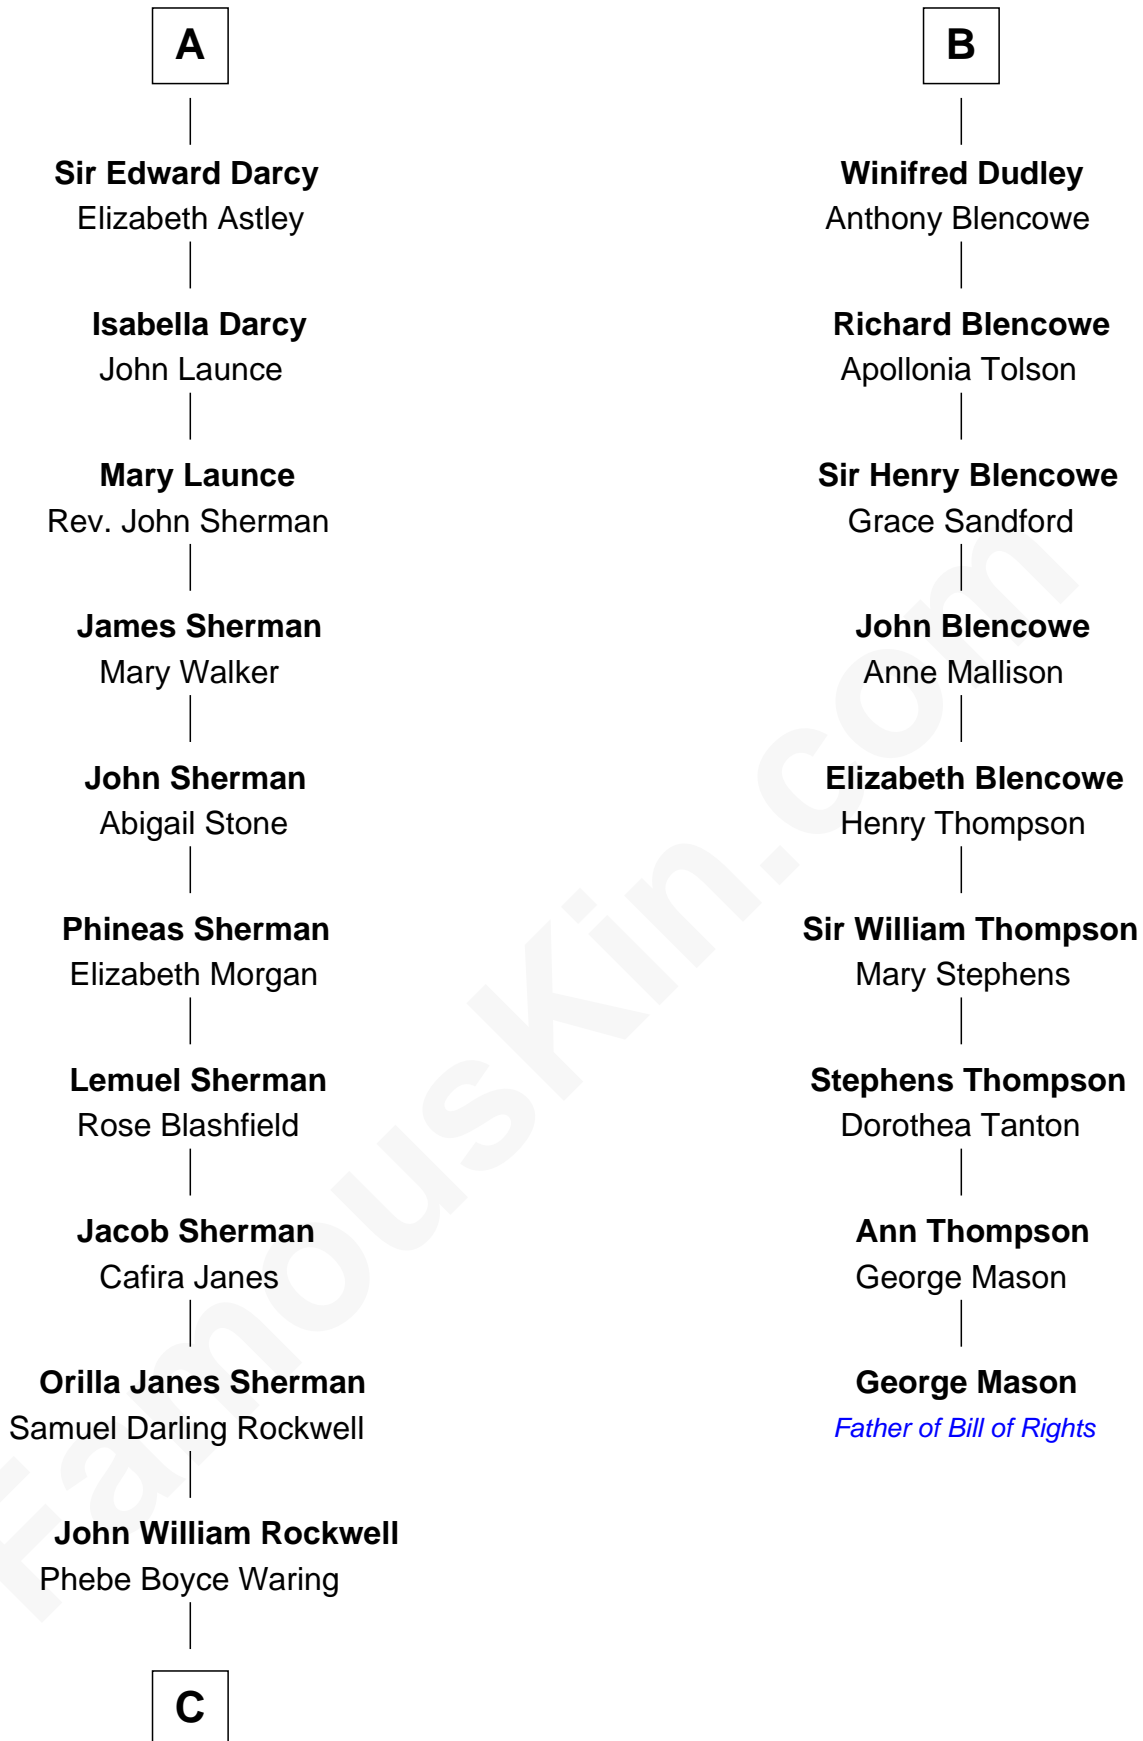 A
Sir Edward Darcy
Elizabeth Astley
Isabella Darcy
John Launce
Mary Launce
Rev. John Sherman
James Sherman
Mary Walker
John Sherman
Abigail Stone
Phineas Sherman
Elizabeth Morgan
Lemuel Sherman
Rose Blashfield
Jacob Sherman
Cafira Janes
Orilla Janes Sherman
Samuel Darling Rockwell
John William Rockwell
Phebe Boyce Waring
C
B
Winifred Dudley
Anthony Blencowe
Richard Blencowe
Apollonia Tolson
Sir Henry Blencowe
Grace Sandford
John Blencowe
Anne Mallison
Elizabeth Blencowe
Henry Thompson
Sir William Thompson
Mary Stephens
Stephens Thompson
Dorothea Tanton
Ann Thompson
George Mason
George Mason
Father of Bill of Rights
FamousKin.com